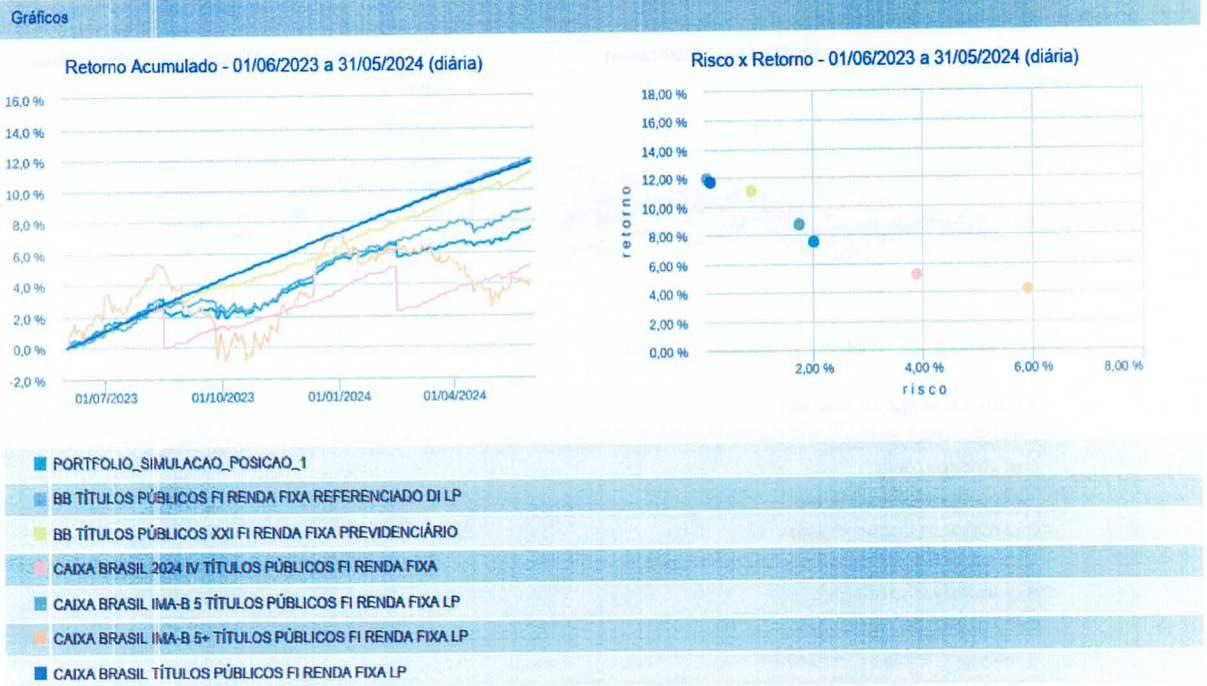 Gráficos
Retorno Acumulado - 01/06/2023 a 31/05/2024 (diária)
16,0 %
14,0 %
12,0 %
10,0 %
8,0 %
6,0 %
4,0 %
2,0 %
0,0 %
-2,0 %
01/07/2023 01/10/2023 01/01/2024 01/04/2024
Risco x Retorno - 01/06/2023 a 31/05/2024 (diária)
18,00 %
16,00 %
14,00 %
12,00 %
10,00 %
8,00 %
6,00 %
4,00 %
2,00 %
0,00 %
retorno
2,00 % 4,00 % 6,00 % 8,00 %
risco
PORTFOLIO_SIMULACAO_POSICAO_1
BB TÍTULOS PÚBLICOS FI RENDA FIXA REFERENCIADO DI LP
BB TÍTULOS PÚBLICOS XXI FI RENDA FIXA PREVIDENCIÁRIO
CAIXA BRASIL 2024 IV TÍTULOS PÚBLICOS FI RENDA FIXA
CAIXA BRASIL IMA-B 5 TÍTULOS PÚBLICOS FI RENDA FIXA LP
CAIXA BRASIL IMA-B 5+ TÍTULOS PÚBLICOS FI RENDA FIXA LP
CAIXA BRASIL TÍTULOS PÚBLICOS FI RENDA FIXA LP